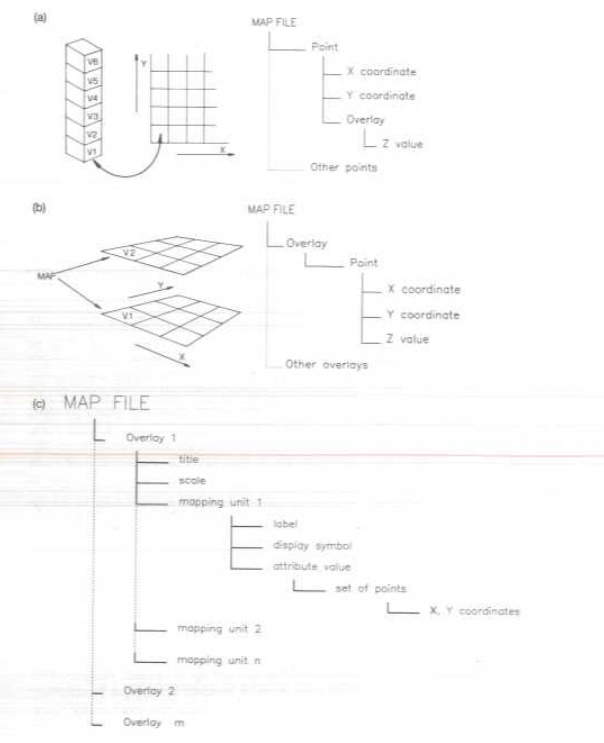 (a)
MAP FILE
Point
X coordinate
Y coordinate
Overlay
Z value
Other points
V6
V5
V4
V3
V2
V1
Y
X
(b)
MAP FILE
Overlay
Point
X coordinate
Y coordinate
Z value
Other overlays
MAP
V2
Y
V1
X
(c) MAP FILE
Overlay 1
title
scale
mapping unit 1
label
display symbol
attribute value
set of points
X, Y coordinates
mapping unit 2
mapping unit n
Overlay 2
Overlay m